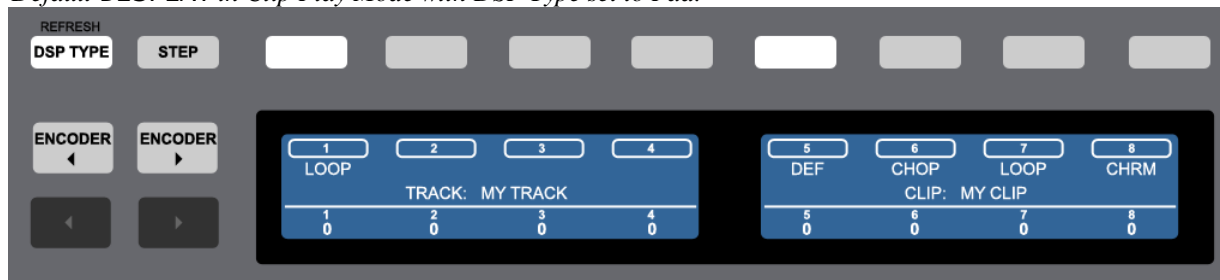 REFRESH
DSP TYPE STEP
ENCODER ENCODER
1 2 3 4 5 6 7 8
LOOP DEF CHOP LOOP CHRM
TRACK: MY TRACK CLIP: MY CLIP
1 2 3 4 5 6 7 8
0 0 0 0 0 0 0 0